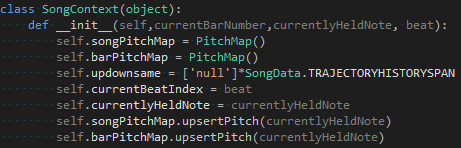 class SongContext(object):
    def __init__(self,currentBarNumber,currentlyHeldNote, beat):
        self.songPitchMap = PitchMap()
        self.barPitchMap = PitchMap()
        self.updownsame = ['null']*SongData.TRAJECTORYHISTORYSPAN
        self.currentBeatIndex = beat
        self.currentlyHeldNote = currentlyHeldNote
        self.songPitchMap.upsertPitch(currentlyHeldNote)
        self.barPitchMap.upsertPitch(currentlyHeldNote)